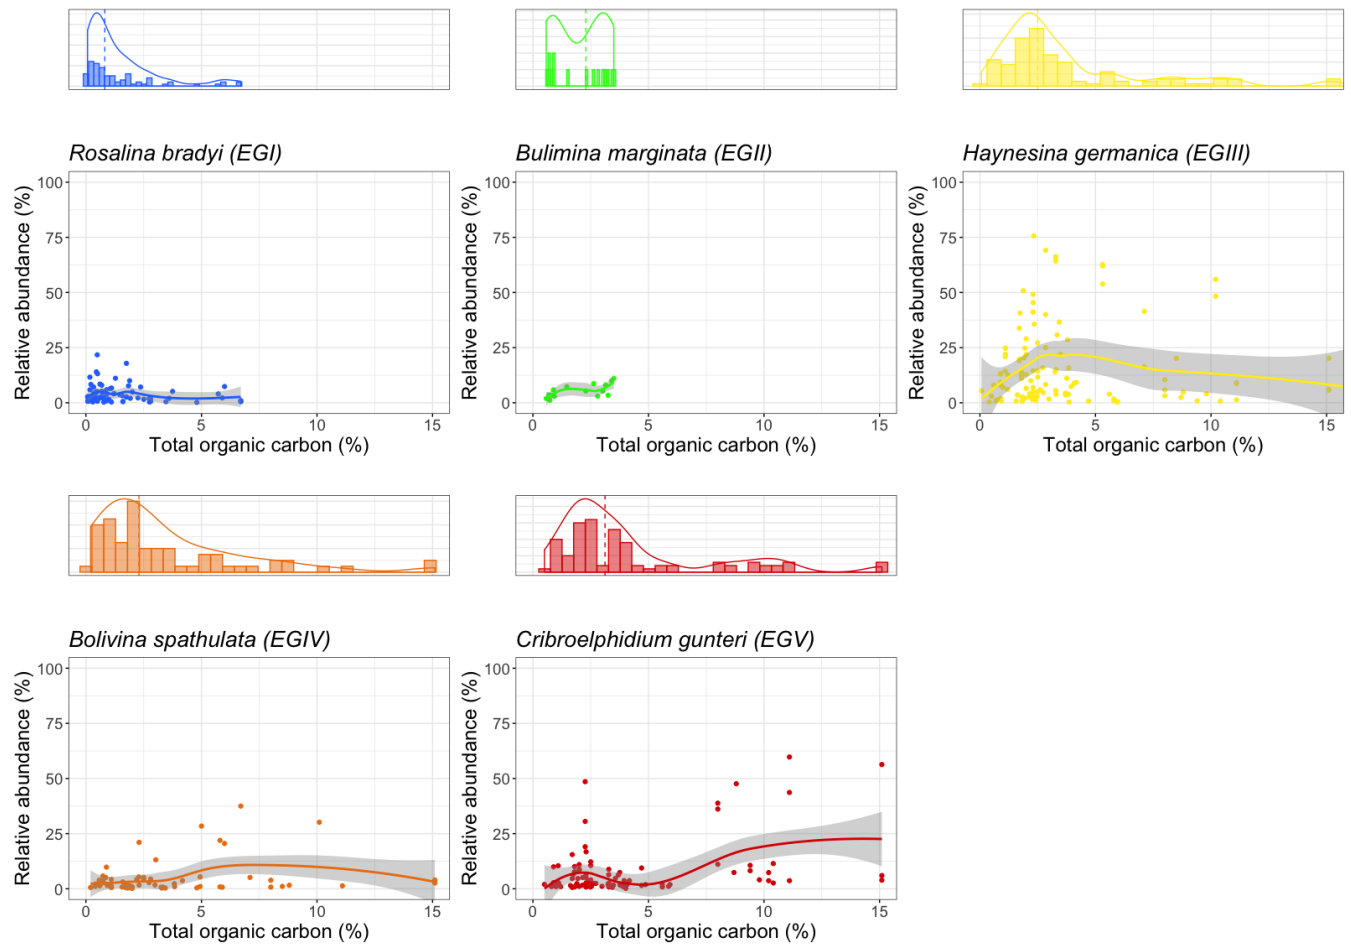 Rosalina bradyi (EGI)
Bulimina marginata (EGII)
Haynesina germanica (EGIII)
100
75
50
25
0
Relative abundance (%)
0 5 10 15
Total organic carbon (%)
100
75
50
25
0
Relative abundance (%)
0 5 10 15
Total organic carbon (%)
100
75
50
25
0
Relative abundance (%)
0 5 10 15
Total organic carbon (%)
Bolivina spathulata (EGIV)
Cribroelphidium gunteri (EGV)
100
75
50
25
0
Relative abundance (%)
0 5 10 15
Total organic carbon (%)
100
75
50
25
0
Relative abundance (%)
0 5 10 15
Total organic carbon (%)